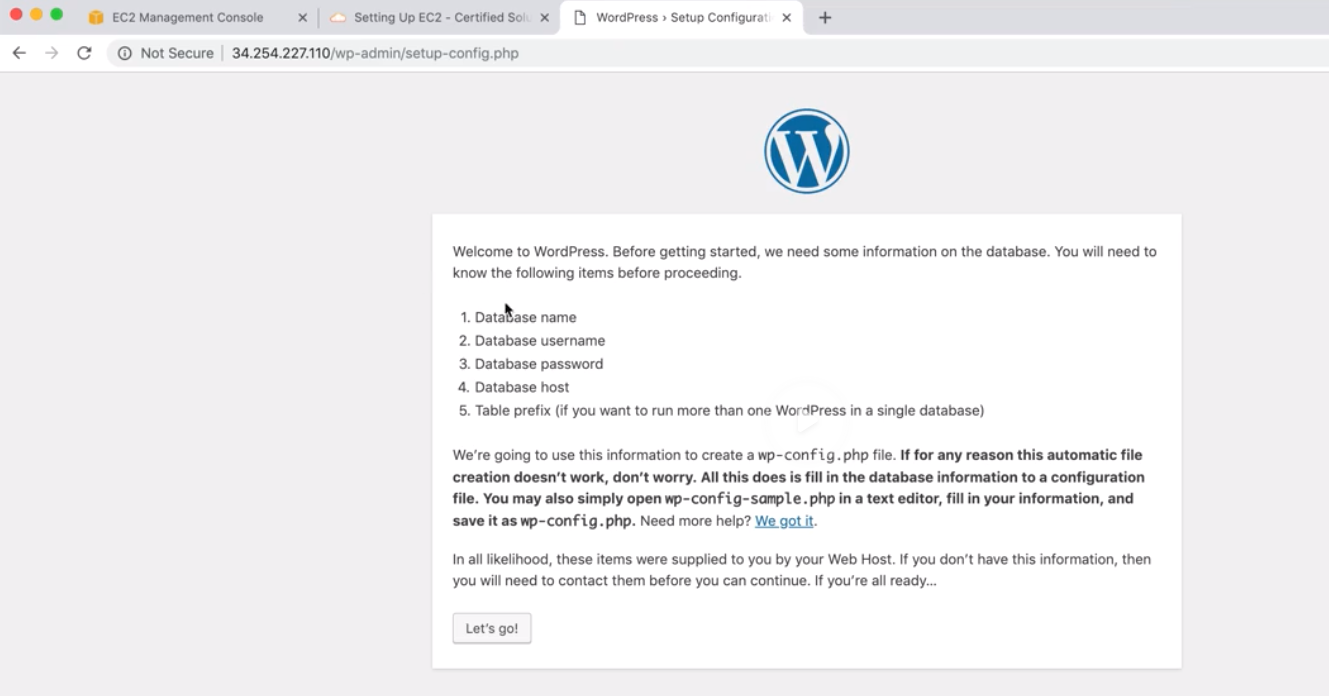 EC2 Management Console
Setting Up EC2 - Certified Solu
WordPress › Setup Configurati
Not Secure | 34.254.227.110/wp-admin/setup-config.php
Welcome to WordPress. Before getting started, we need some information on the database. You will need to
know the following items before proceeding.
1. Database name
2. Database username
3. Database password
4. Database host
5. Table prefix (if you want to run more than one WordPress in a single database)
We’re going to use this information to create a wp-config.php file. If for any reason this automatic file
creation doesn’t work, don’t worry. All this does is fill in the database information to a configuration
file. You may also simply open wp-config-sample.php in a text editor, fill in your information, and
save it as wp-config.php. Need more help? We got it.
In all likelihood, these items were supplied to you by your Web Host. If you don’t have this information, then
you will need to contact them before you can continue. If you’re all ready…
Let’s go!